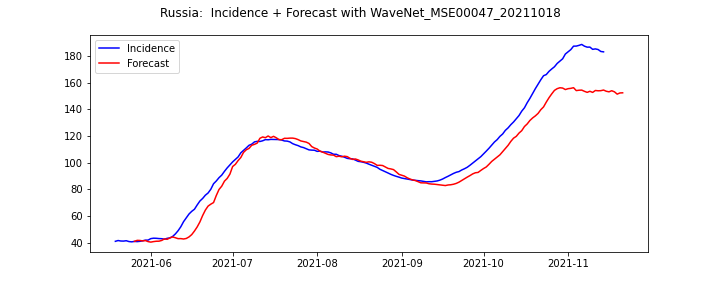 Russia:  Incidence + Forecast with WaveNet_MSE00047_20211018
Incidence
Forecast
180
160
140
120
100
80
60
40
2021-06 2021-07 2021-08 2021-09 2021-10 2021-11